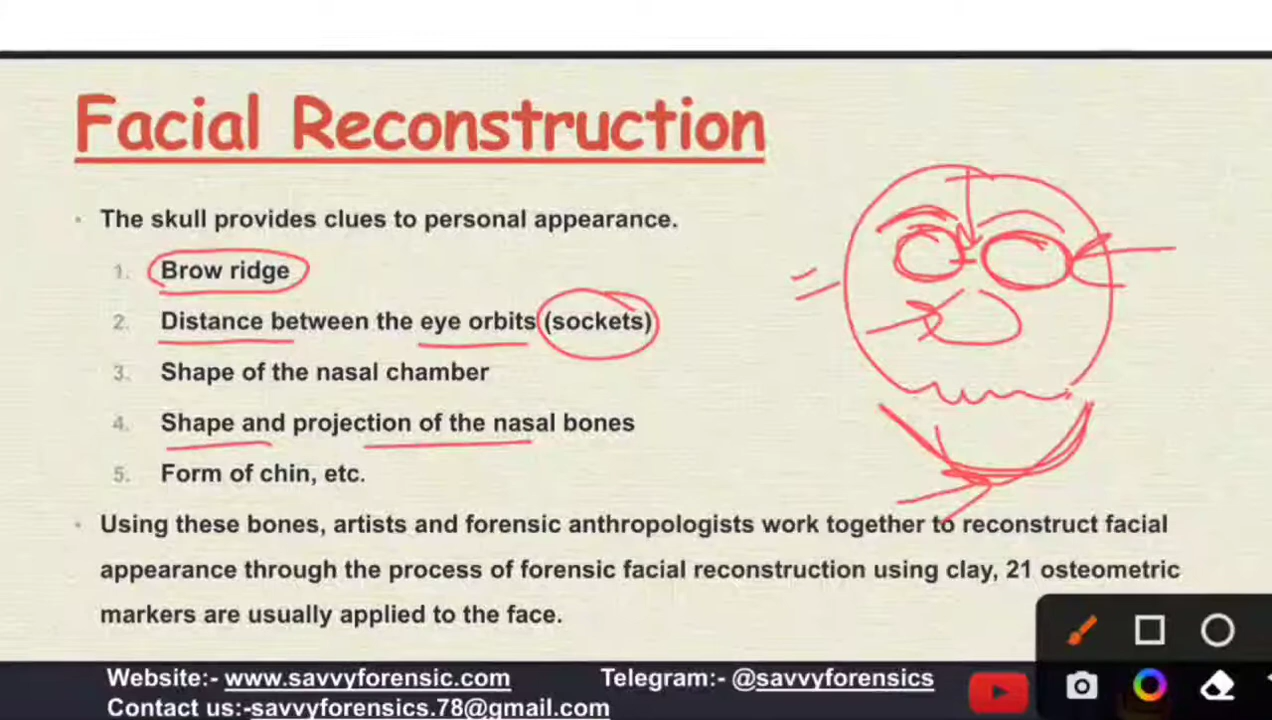 Facial Reconstruction
• The skull provides clues to personal appearance.
1. Brow ridge
2. Distance between the eye orbits (sockets)
3. Shape of the nasal chamber
4. Shape and projection of the nasal bones
5. Form of chin, etc.
• Using these bones, artists and forensic anthropologists work together to reconstruct facial
appearance through the process of forensic facial reconstruction using clay, 21 osteometric
markers are usually applied to the face.
Website:- www.savvyforensic.com Telegram:- @savvyforensics
Contact us:-savvyforensics.78@gmail.com